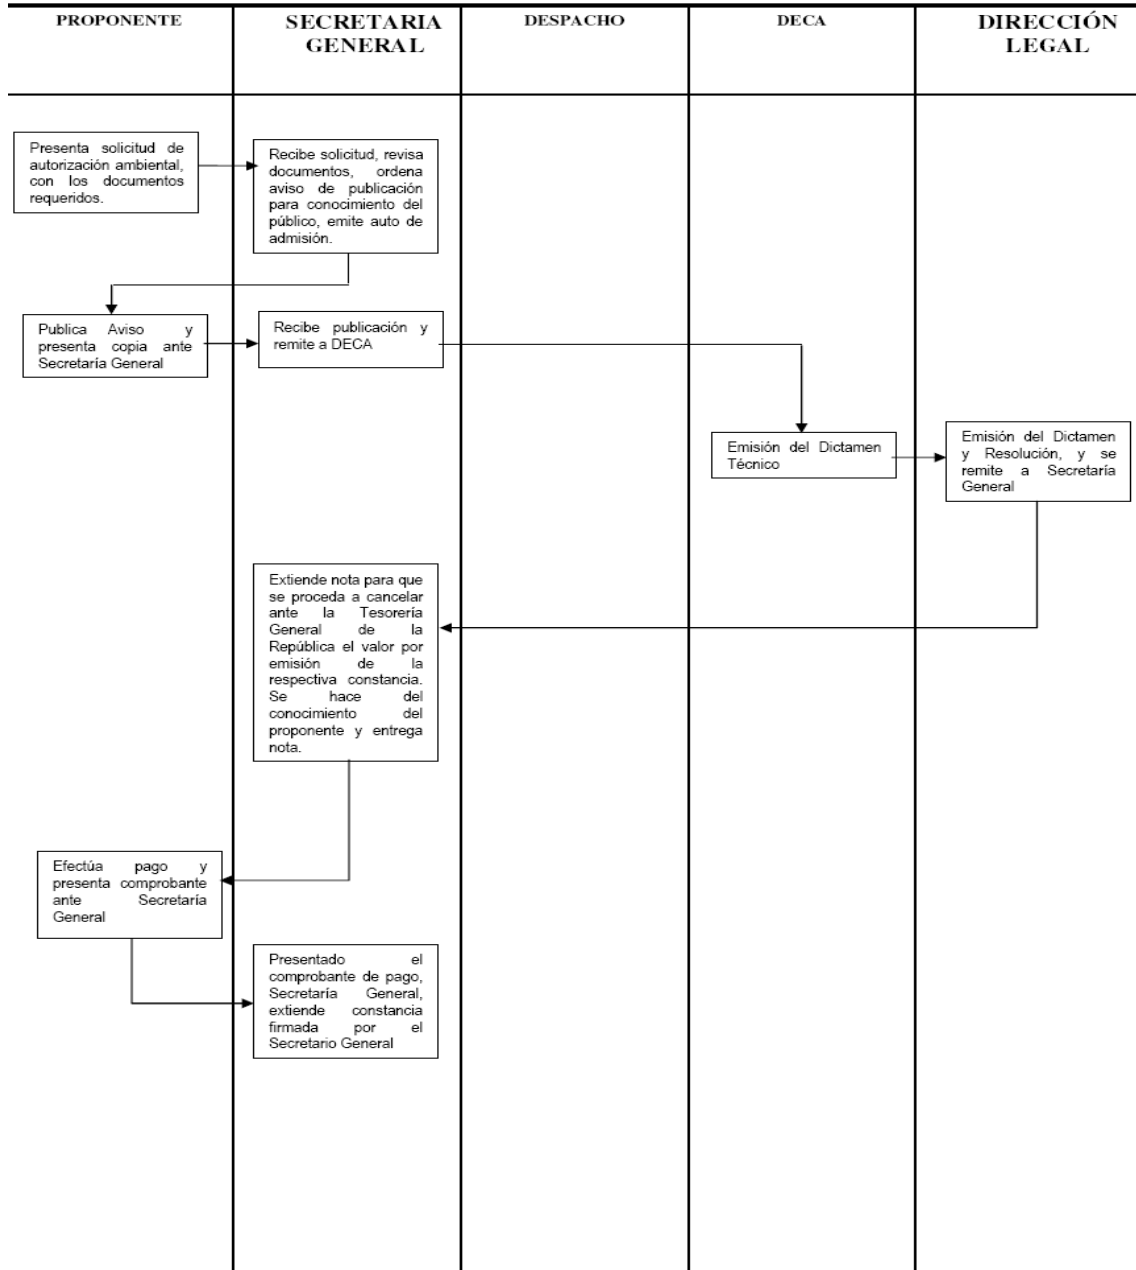 PROPONENTE
SECRETARIA
GENERAL
DESPACHO
DECA
DIRECCIÓN
LEGAL
Presenta solicitud de
autorización ambiental,
con los documentos
requeridos.
Recibe solicitud, revisa
documentos, ordena
aviso de publicación
para conocimiento del
público, emite auto de
admisión.
Publica Aviso y
presenta copia ante
Secretaría General
Recibe publicación y
remite a DECA
Emisión del Dictamen
Técnico
Emisión del Dictamen
y Resolución, y se
remite a Secretaría
General
Extiende nota para que
se proceda a cancelar
ante la Tesorería
General de la
República el valor por
emisión de la
respectiva constancia.
Se hace del
conocimiento del
proponente y entrega
nota.
Efectúa pago y
presenta comprobante
ante Secretaría
General
Presentado el
comprobante de pago,
Secretaría General,
extiende constancia
firmada por el
Secretario General